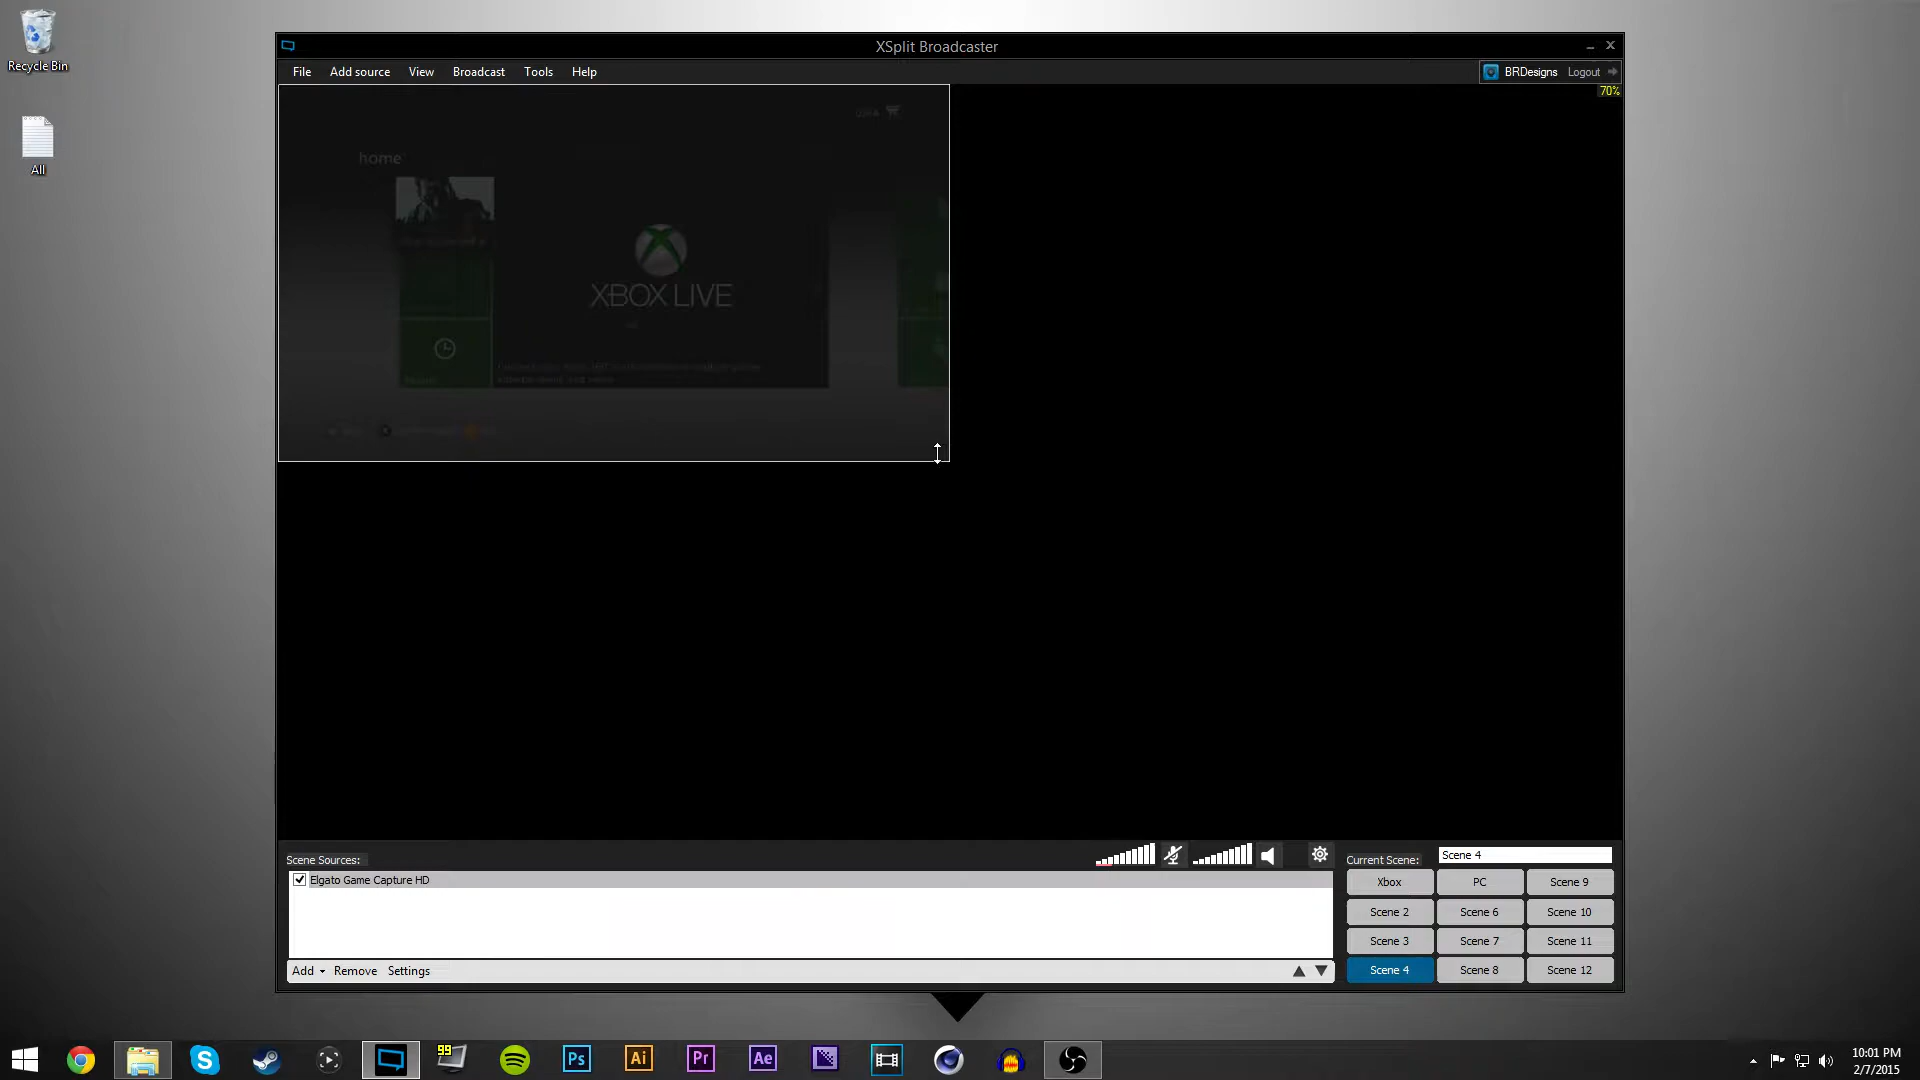 Recycle Bin
All
XSplit Broadcaster
File Add source View Broadcast Tools Help
BRDesigns Logout
70%
home
XBOX LIVE
Scene Sources:
Elgato Game Capture HD
Add Remove Settings
Current Scene: Scene 4
Xbox PC Scene 9
Scene 2 Scene 6 Scene 10
Scene 3 Scene 7 Scene 11
Scene 4 Scene 8 Scene 12
99
Ps Ai Pr Ae
10:01 PM
2/7/2015